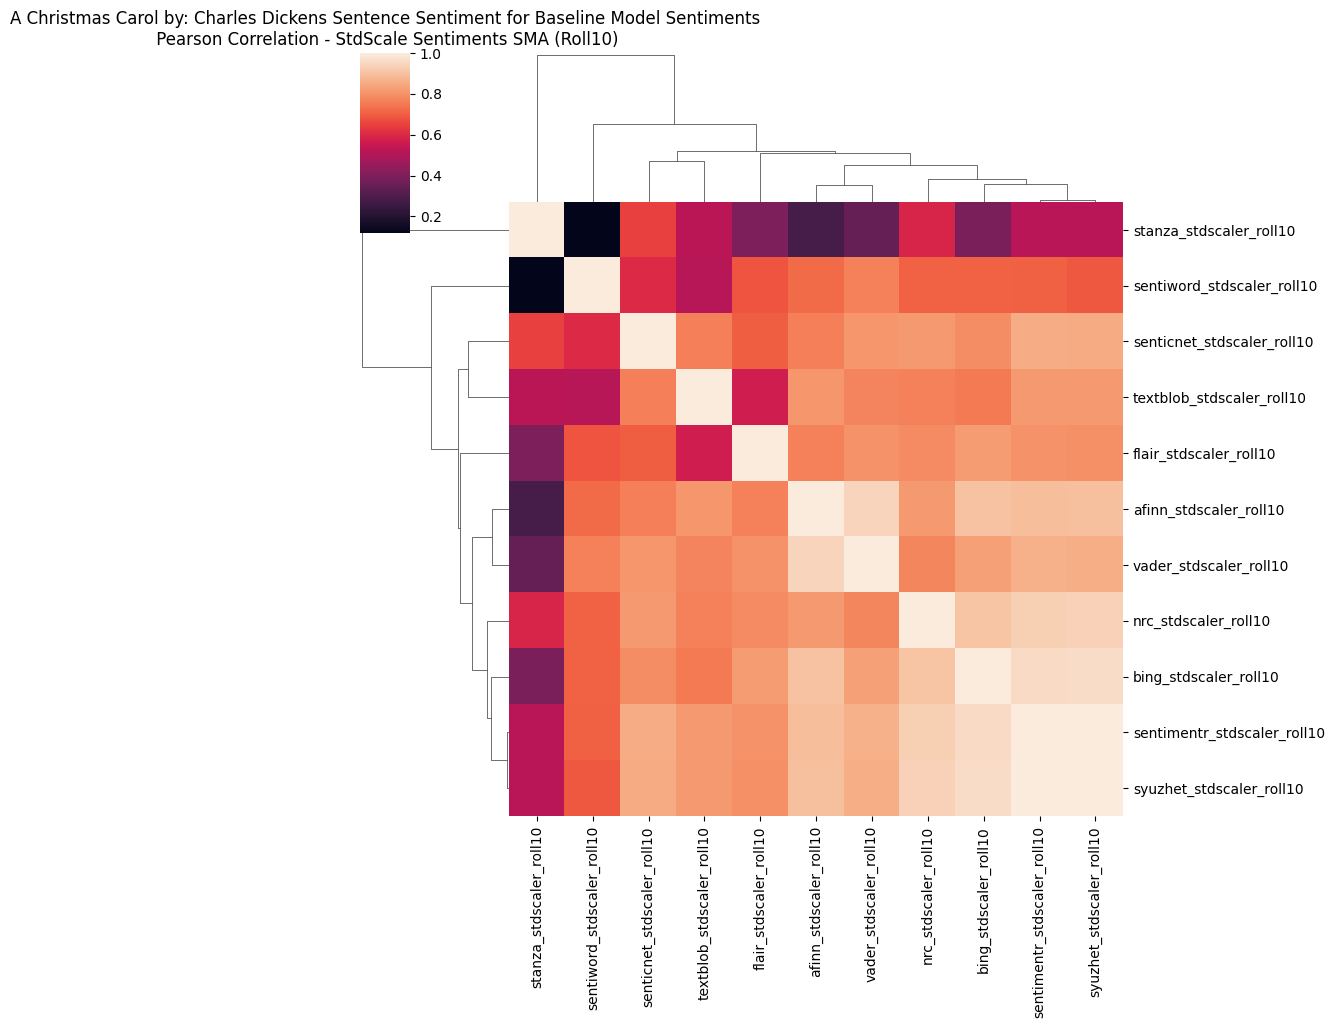 A Christmas Carol by: Charles Dickens Sentence Sentiment for Baseline Model Sentiments
Pearson Correlation - StdScale Sentiments SMA (Roll10)
1.0
0.8
0.6
0.4
0.2
stanza_stdscaler_roll10
sentiword_stdscaler_roll10
senticnet_stdscaler_roll10
textblob_stdscaler_roll10
flair_stdscaler_roll10
afinn_stdscaler_roll10
vader_stdscaler_roll10
nrc_stdscaler_roll10
bing_stdscaler_roll10
sentimentr_stdscaler_roll10
syuzhet_stdscaler_roll10
stanza_stdscaler_roll10
sentiword_stdscaler_roll10
senticnet_stdscaler_roll10
textblob_stdscaler_roll10
flair_stdscaler_roll10
afinn_stdscaler_roll10
vader_stdscaler_roll10
nrc_stdscaler_roll10
bing_stdscaler_roll10
sentimentr_stdscaler_roll10
syuzhet_stdscaler_roll10